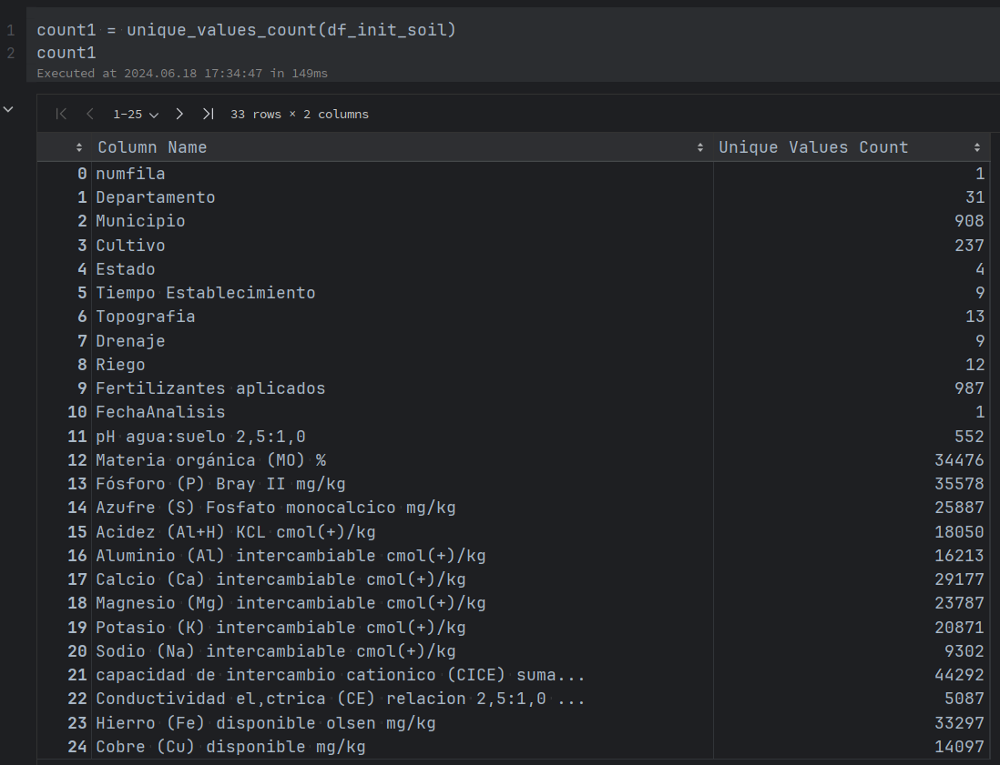 1 count1 = unique_values_count(df_init_soil)
2 count1
Executed at 2024.06.18 17:34:47 in 149ms
1-25 33 rows × 2 columns
Column Name Unique Values Count
0 numfila 1
1 Departamento 31
2 Municipio 908
3 Cultivo 237
4 Estado 4
5 Tiempo Establecimiento 9
6 Topografia 13
7 Drenaje 9
8 Riego 12
9 Fertilizantes aplicados 987
10 FechaAnalisis 1
11 pH agua:suelo 2,5:1,0 552
12 Materia orgánica (MO) % 34476
13 Fósforo (P) Bray II mg/kg 35578
14 Azufre (S) Fosfato monocalcico mg/kg 25887
15 Acidez (Al+H) KCL cmol(+)/kg 18050
16 Aluminio (Al) intercambiable cmol(+)/kg 16213
17 Calcio (Ca) intercambiable cmol(+)/kg 29177
18 Magnesio (Mg) intercambiable cmol(+)/kg 23787
19 Potasio (K) intercambiable cmol(+)/kg 20871
20 Sodio (Na) intercambiable cmol(+)/kg 9302
21 capacidad de intercambio cationico (CICE) suma... 44292
22 Conductividad el,ctrica (CE) relacion 2,5:1,0 ... 5087
23 Hierro (Fe) disponible olsen mg/kg 33297
24 Cobre (Cu) disponible mg/kg 14097